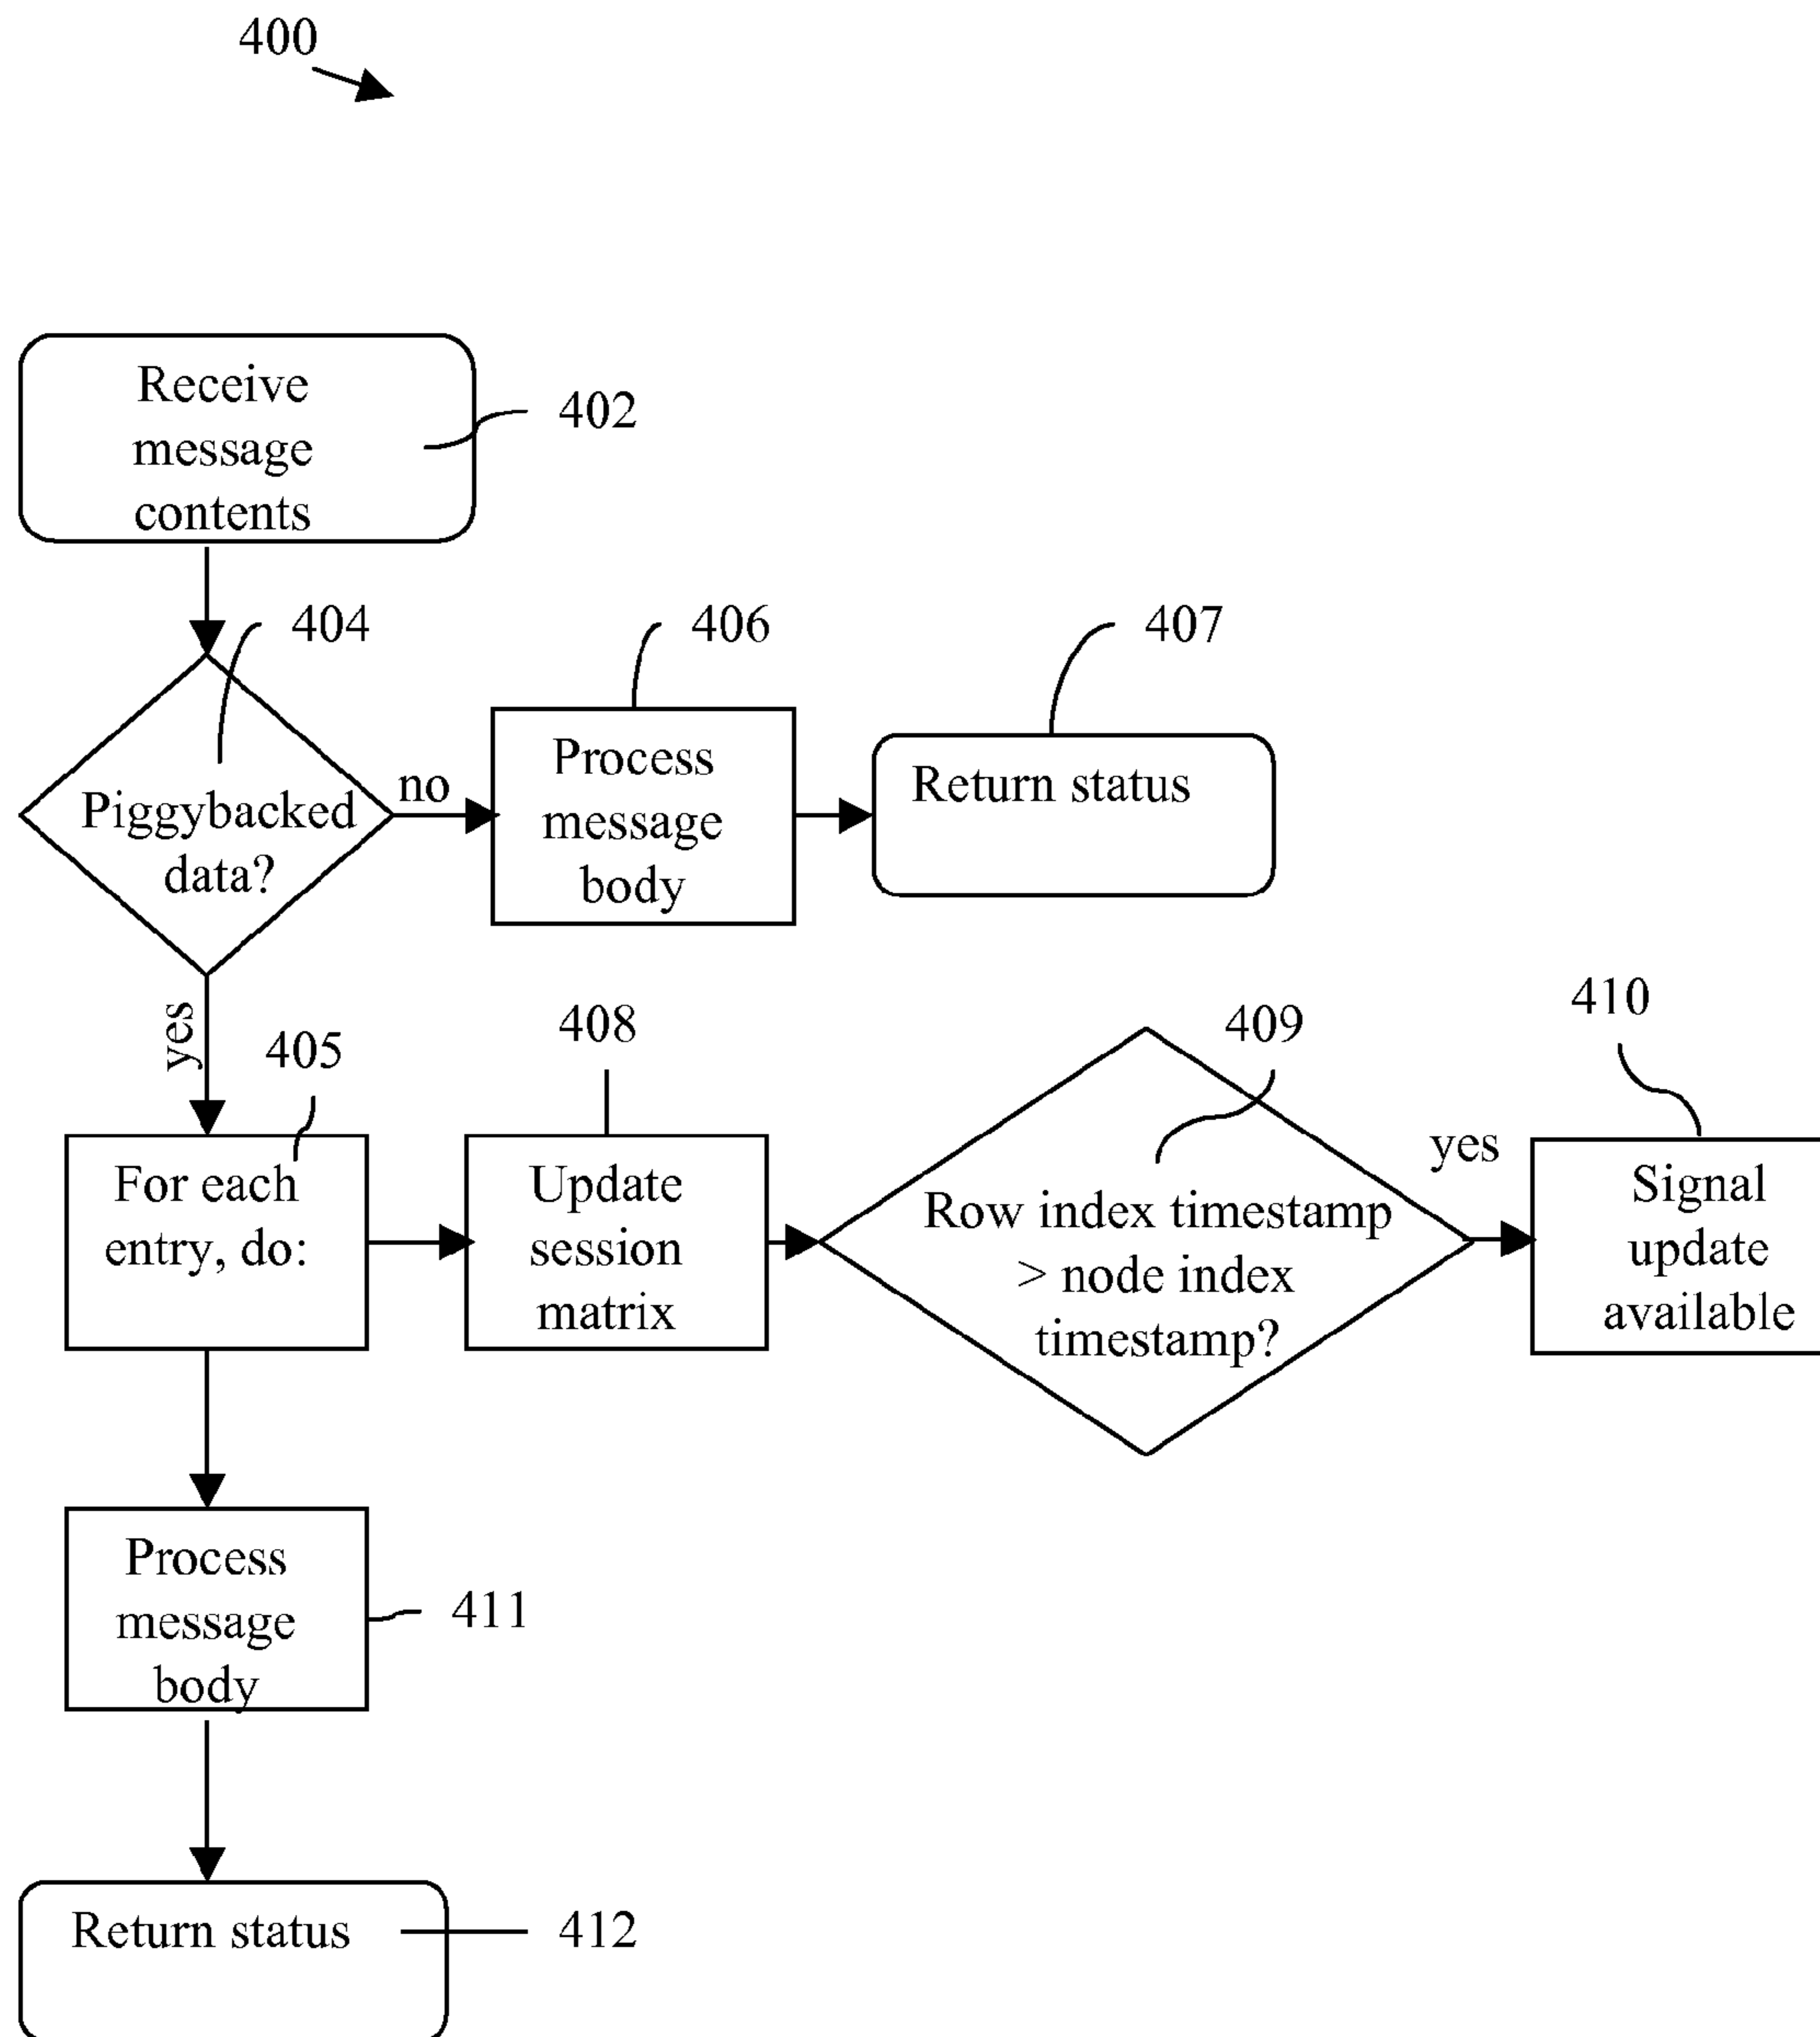 400
Receive
message
contents
402
404
406
407
Piggybacked
data?
no
Process
message
body
Return status
yes
405
408
409
410
For each
entry, do:
Update
session
matrix
Row index timestamp
> node index
timestamp?
yes
Signal
update
available
Process
message
body
411
Return status
412